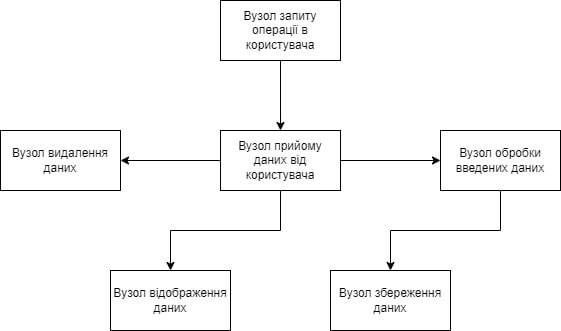 Вузол запиту
операції в
користувача
Вузол видалення
даних
Вузол прийому
даних від
користувача
Вузол обробки
введених даних
Вузол відображення
даних
Вузол збереження
даних